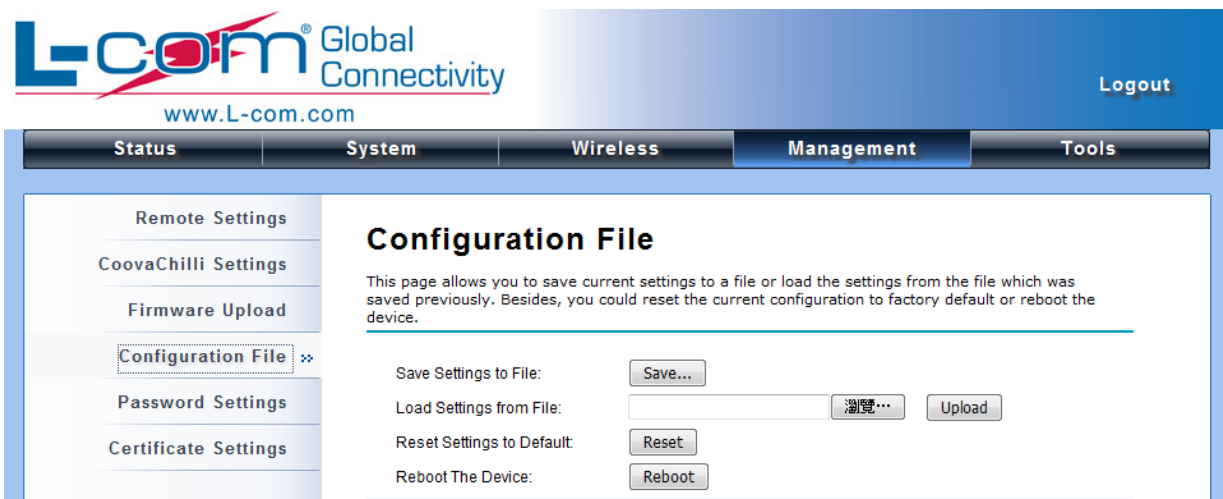 L-com® Global Connectivity
www.L-com.com
Logout
Status System Wireless Management Tools
Remote Settings
CoovaChilli Settings
Firmware Upload
Configuration File »
Password Settings
Certificate Settings
Configuration File
This page allows you to save current settings to a file or load the settings from the file which was
saved previously. Besides, you could reset the current configuration to factory default or reboot the
device.
Save Settings to File: Save...
Load Settings from File: 瀏覽… Upload
Reset Settings to Default: Reset
Reboot The Device: Reboot